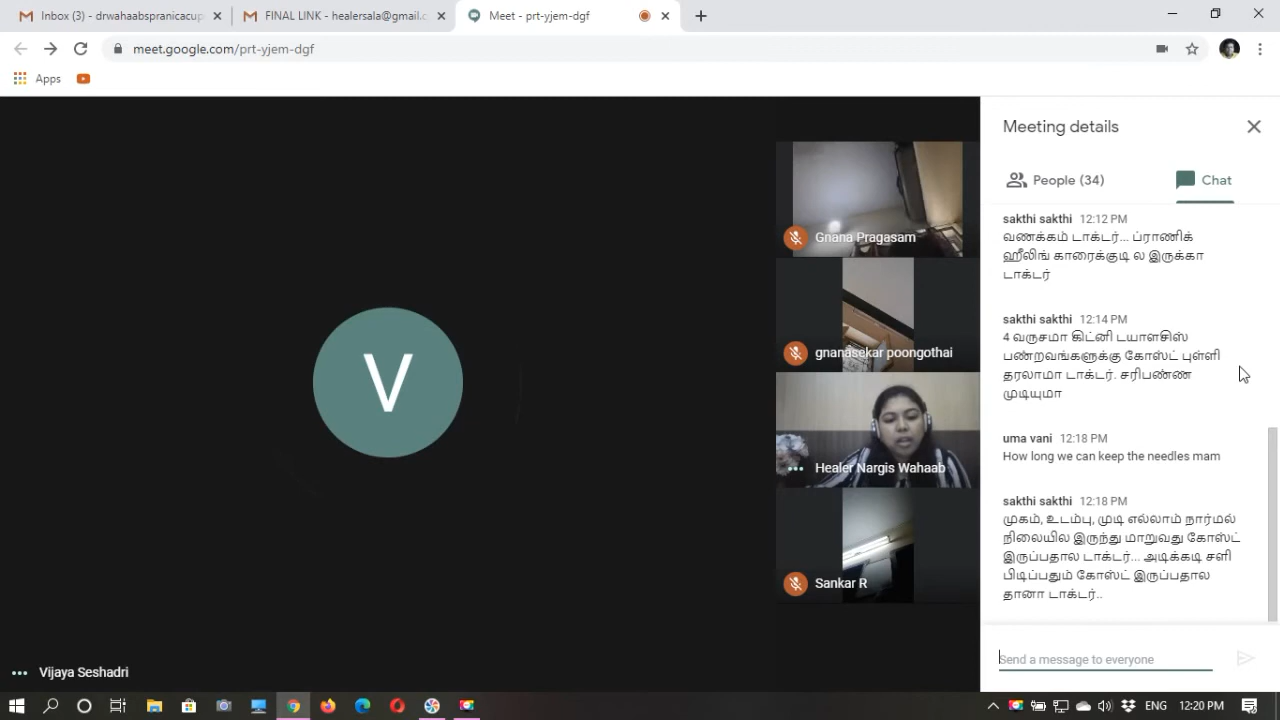 Inbox (3) - drwahaabspranicacup
FINAL LINK - healersala@gmail.c
Meet - prt-yjem-dgf
meet.google.com/prt-yjem-dgf
Apps
Meeting details
People (34)
Chat
sakthi sakthi 12:12 PM
வணக்கம் டாக்டர்... ப்ராணிக்
ஹீலிங் காரைக்குடி ல இருக்கா
டாக்டர்
sakthi sakthi 12:14 PM
4 வருசமா கிட்னி டயாளசிஸ்
பண்றவங்களுக்கு கோஸ்ட் புள்ளி
தரலாமா டாக்டர். சரிபண்ண
முடியுமா
uma vani 12:18 PM
How long we can keep the needles mam
sakthi sakthi 12:18 PM
முகம், உடம்பு, முடி எல்லாம் நார்மல்
நிலையில இருந்து மாறுவது கோஸ்ட்
இருப்பதால டாக்டர்... அடிக்கடி சளி
பிடிப்பதும் கோஸ்ட் இருப்பதால
தானா டாக்டர்..
Send a message to everyone
Gnana Pragasam
gnanasekar poongothai
Healer Nargis Wahaab
Sankar R
V
Vijaya Seshadri
ENG
12:20 PM